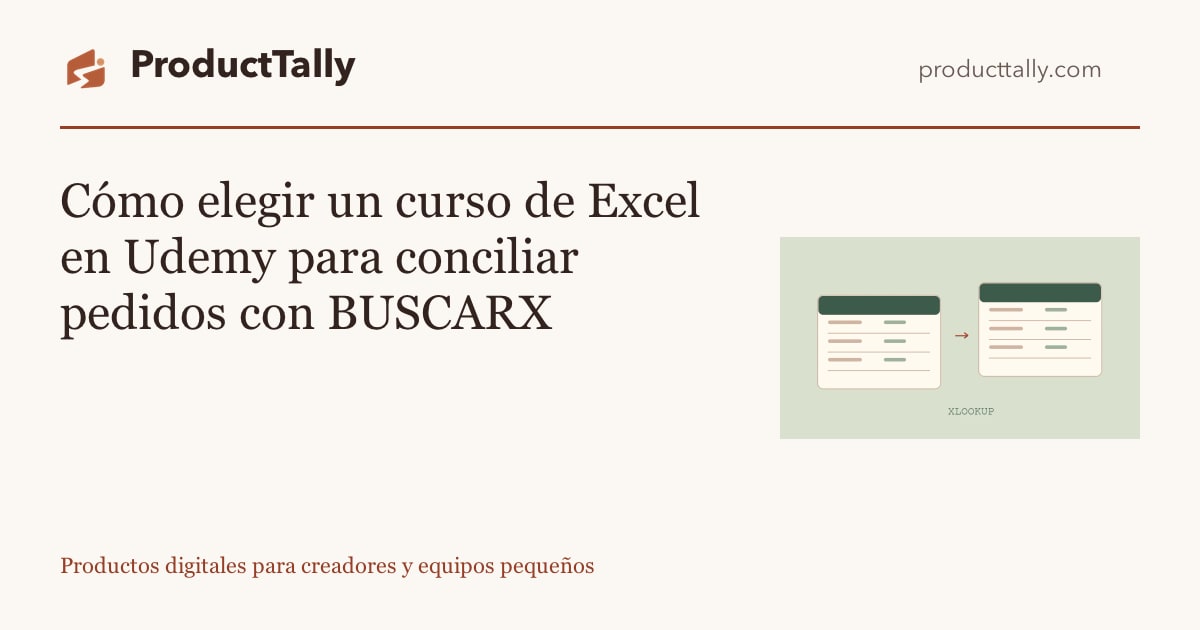 ProductTally
producttally.com
Cómo elegir un curso de Excel
en Udemy para conciliar
pedidos con BUSCARX
XLOOKUP
Productos digitales para creadores y equipos pequeños